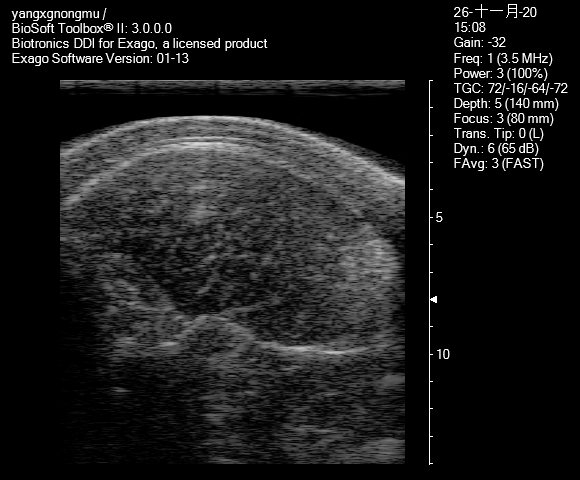 yangxgnongmu /
BioSoft Toolbox® II: 3.0.0.0
Biotronics DDI for Exago, a licensed product
Exago Software Version: 01-13
26-十一月-20
15:08
Gain: -32
Freq: 1 (3.5 MHz)
Power: 3 (100%)
TGC: 72/-16/-64/-72
Depth: 5 (140 mm)
Focus: 3 (80 mm)
Trans. Tip: 0 (L)
Dyn.: 6 (65 dB)
FAvg: 3 (FAST)
5
10